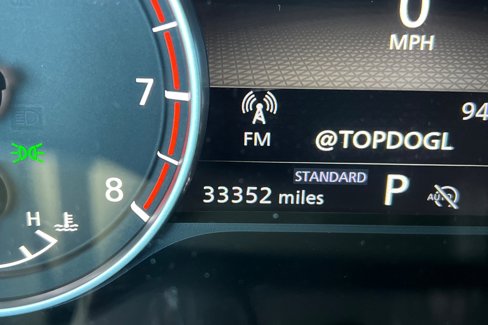 0
MPH
7
94
FM
@TOPDOGL
STANDARD
8
33352 miles
P
AUTO
H